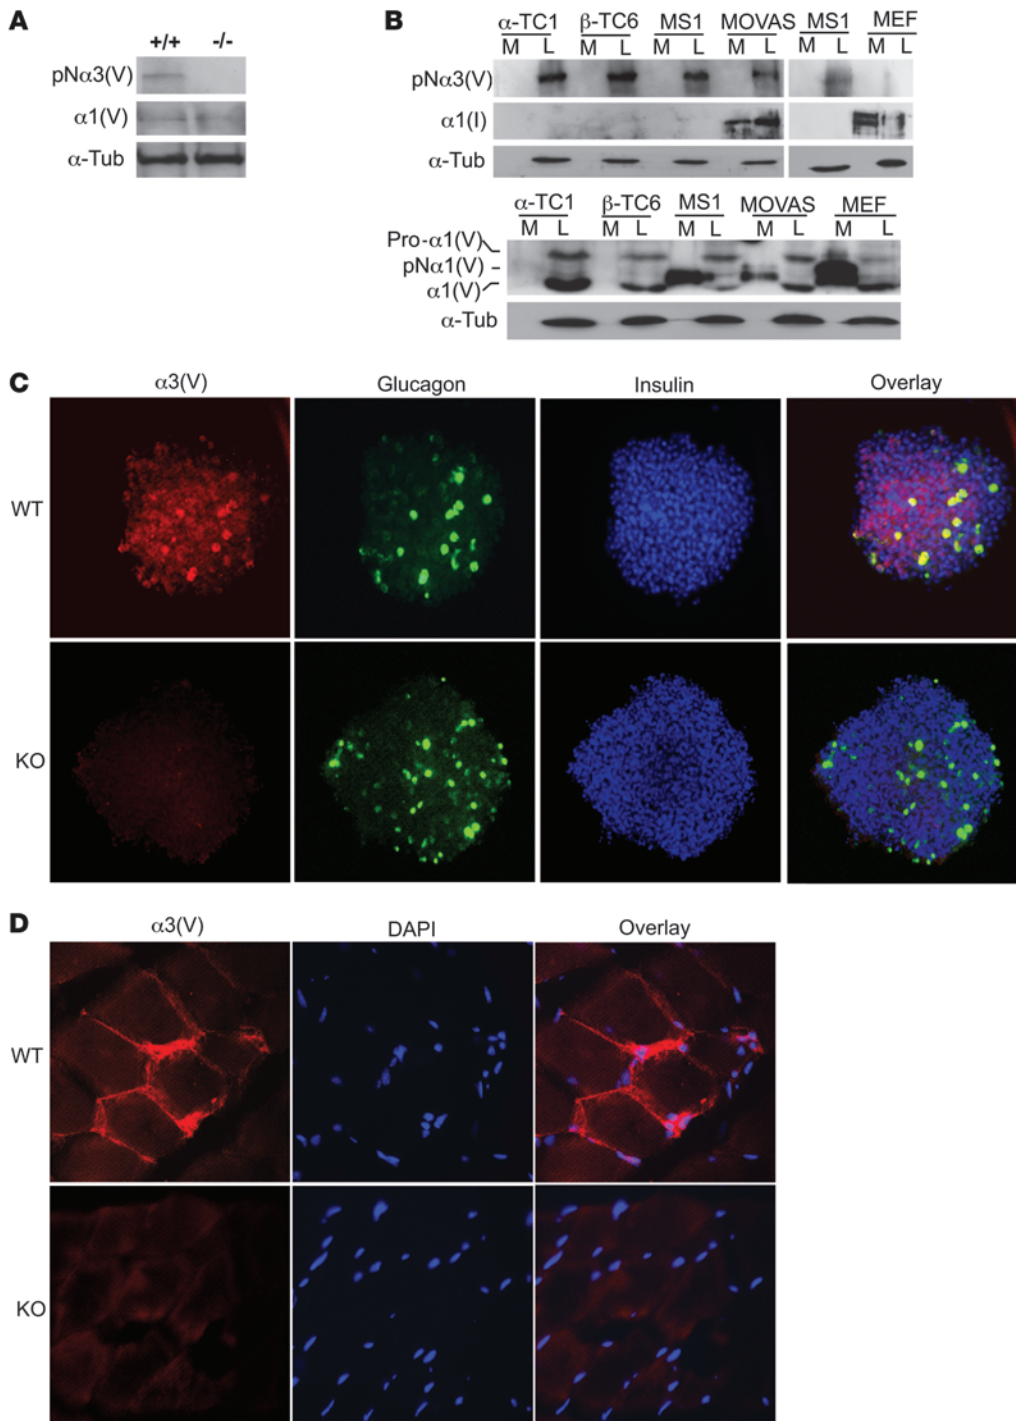 A
+/+ -/-
pNα3(V)
α1(V)
α-Tub
B
α-TC1 β-TC6 MS1 MOVAS MS1 MEF
M L M L M L M L M L M L
pNα3(V)
α1(I)
α-Tub
α-TC1 β-TC6 MS1 MOVAS MEF
M L M L M L M L M L
Pro-α1(V)
pNα1(V)
α1(V)
α-Tub
C
α3(V) Glucagon Insulin Overlay
WT
KO
D
α3(V) DAPI Overlay
WT
KO